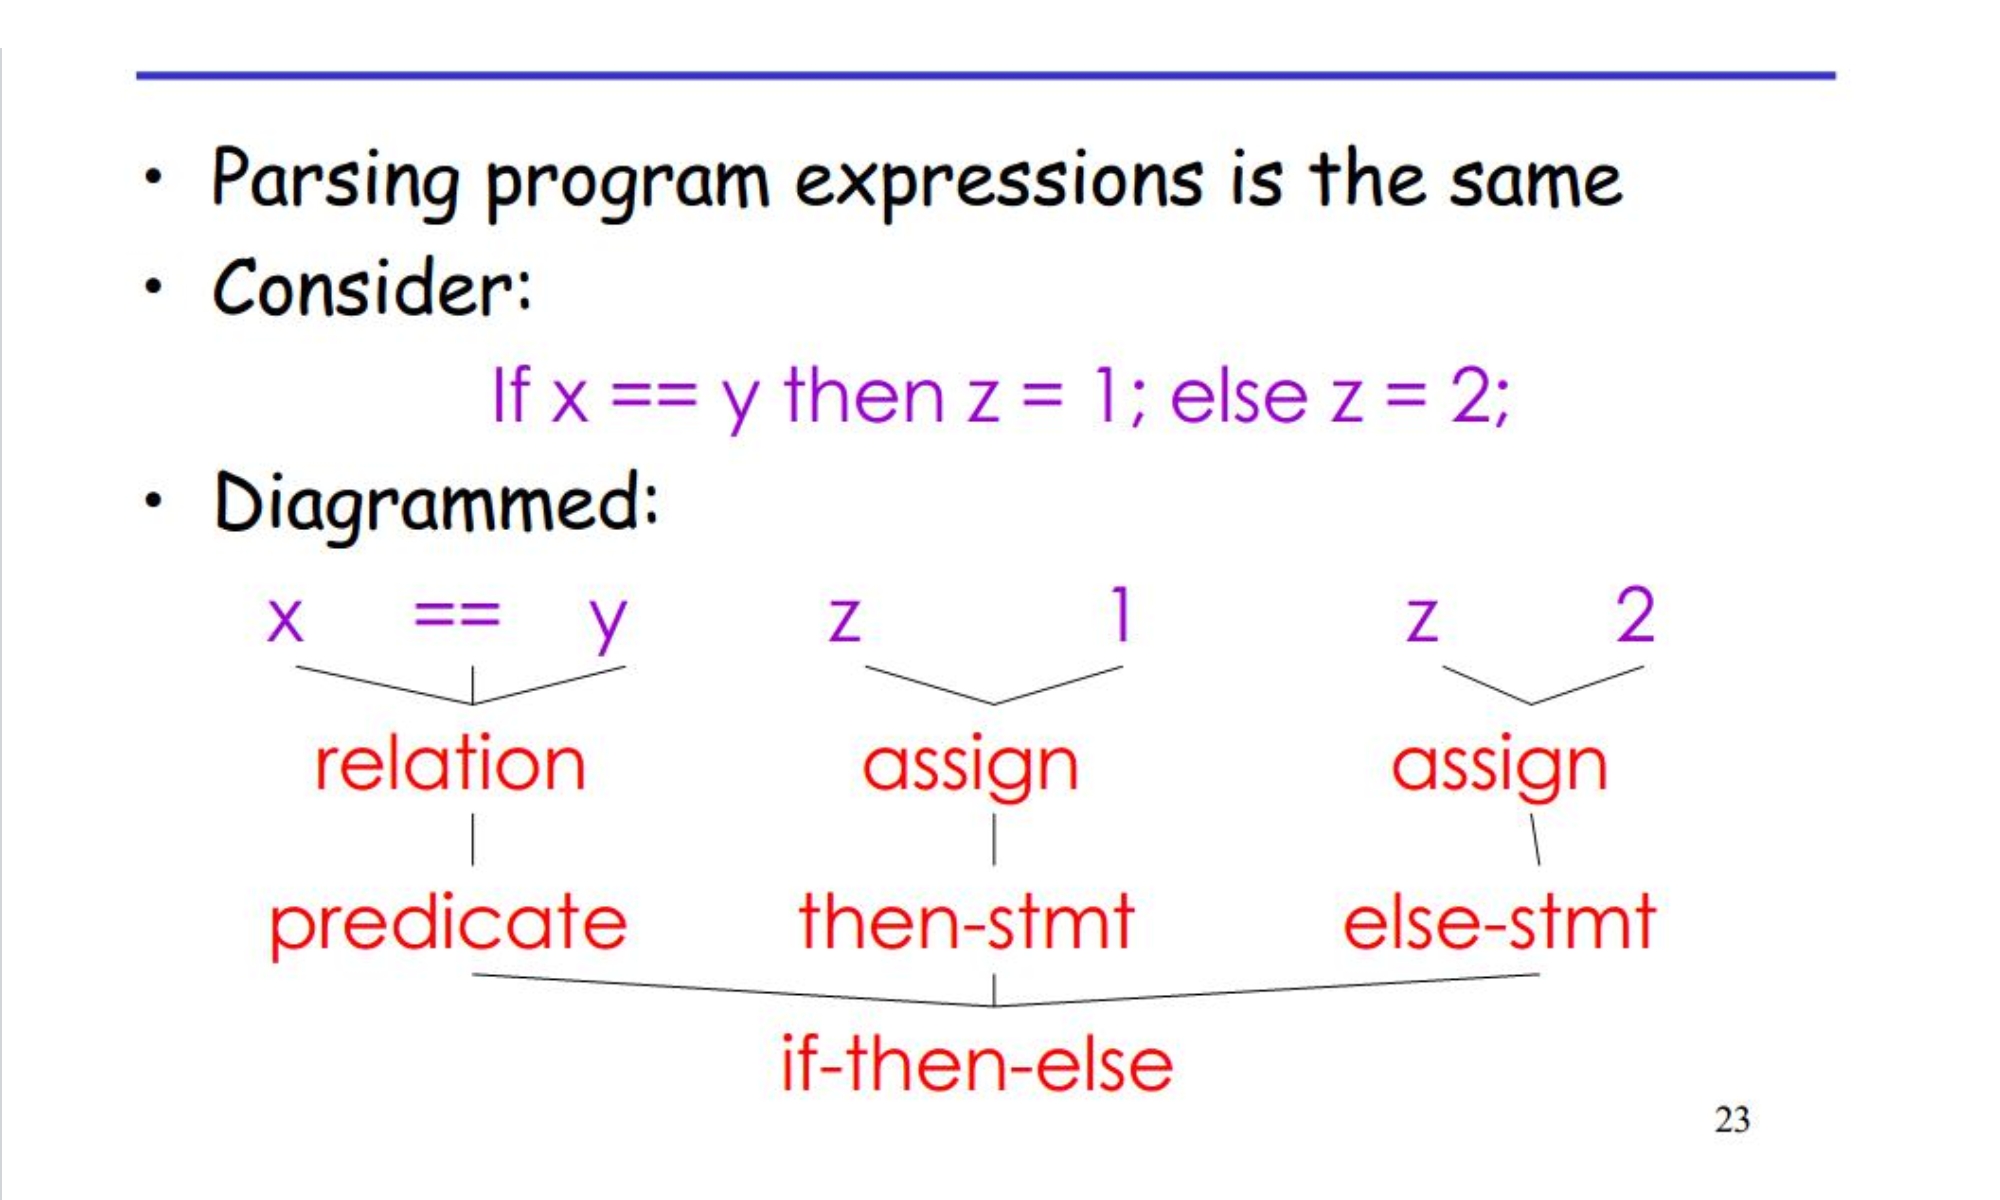 • Parsing program expressions is the same
• Consider:
If x == y then z = 1; else z = 2;
• Diagrammed:
x == y z 1 z 2
relation assign assign
predicate then-stmt else-stmt
if-then-else
23